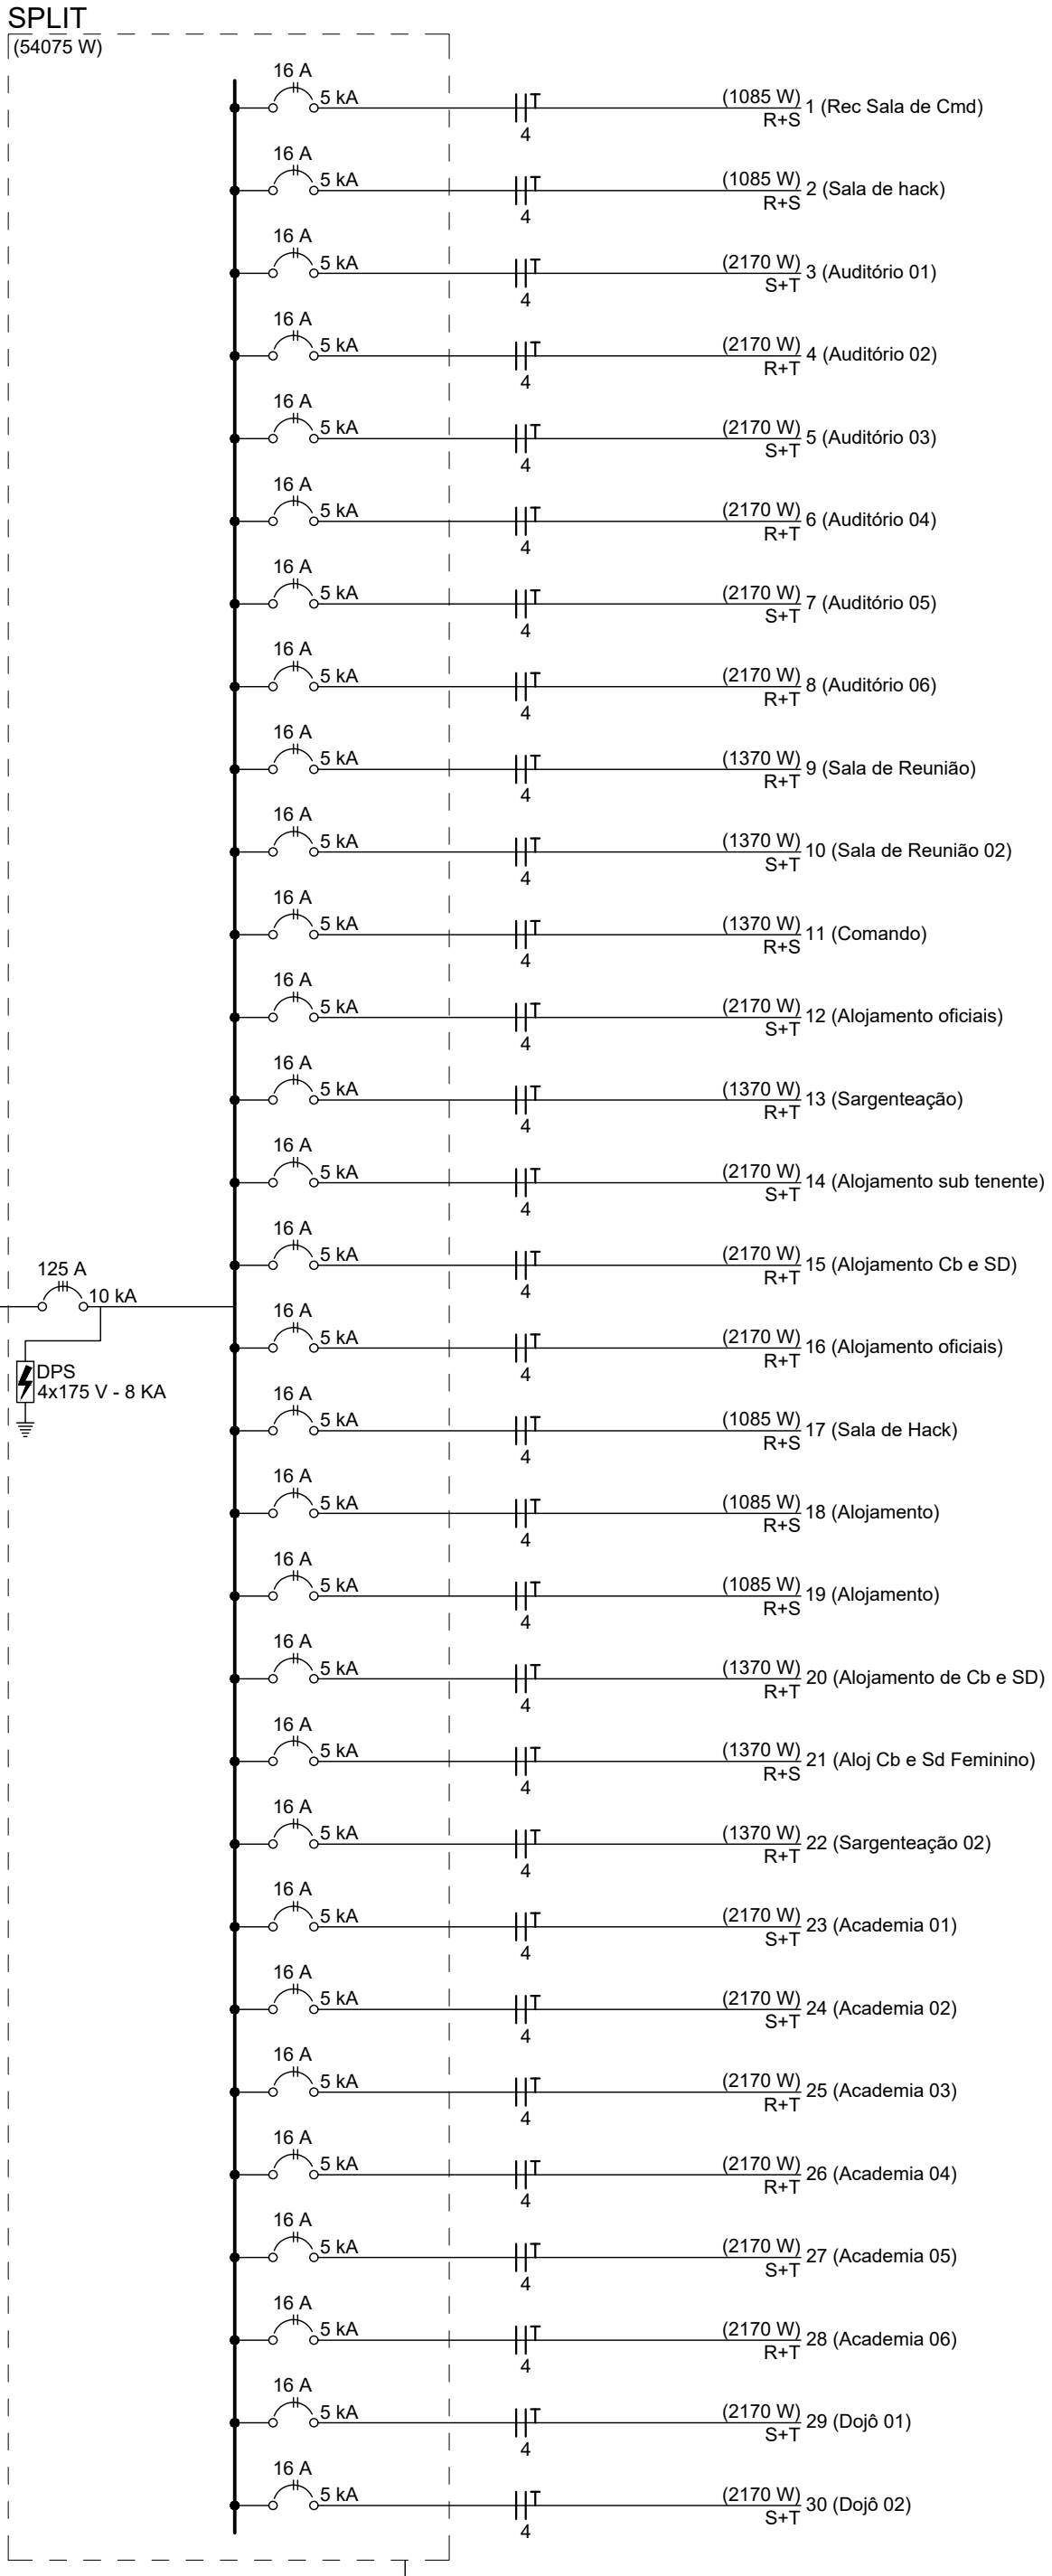 SPLIT
(54075 W)
16 A
5 kA
T
4
(1085 W)
R+S
1 (Rec Sala de Cmd)
16 A
5 kA
T
4
(1085 W)
R+S
2 (Sala de hack)
16 A
5 kA
T
4
(2170 W)
S+T
3 (Auditório 01)
16 A
5 kA
T
4
(2170 W)
R+T
4 (Auditório 02)
16 A
5 kA
T
4
(2170 W)
S+T
5 (Auditório 03)
16 A
5 kA
T
4
(2170 W)
R+T
6 (Auditório 04)
16 A
5 kA
T
4
(2170 W)
S+T
7 (Auditório 05)
16 A
5 kA
T
4
(2170 W)
R+T
8 (Auditório 06)
16 A
5 kA
T
4
(1370 W)
R+T
9 (Sala de Reunião)
16 A
5 kA
T
4
(1370 W)
S+T
10 (Sala de Reunião 02)
16 A
5 kA
T
4
(1370 W)
R+S
11 (Comando)
16 A
5 kA
T
4
(2170 W)
S+T
12 (Alojamento oficiais)
16 A
5 kA
T
4
(1370 W)
R+T
13 (Sargenteação)
16 A
5 kA
T
4
(2170 W)
S+T
14 (Alojamento sub tenente)
16 A
5 kA
T
4
(2170 W)
R+T
15 (Alojamento Cb e SD)
125 A
10 kA
DPS
4x175 V - 8 KA
16 A
5 kA
T
4
(2170 W)
R+T
16 (Alojamento oficiais)
16 A
5 kA
T
4
(1085 W)
R+S
17 (Sala de Hack)
16 A
5 kA
T
4
(1085 W)
R+S
18 (Alojamento)
16 A
5 kA
T
4
(1085 W)
R+S
19 (Alojamento)
16 A
5 kA
T
4
(1370 W)
R+T
20 (Alojamento de Cb e SD)
16 A
5 kA
T
4
(1370 W)
R+S
21 (Aloj Cb e Sd Feminino)
16 A
5 kA
T
4
(1370 W)
R+T
22 (Sargenteação 02)
16 A
5 kA
T
4
(2170 W)
S+T
23 (Academia 01)
16 A
5 kA
T
4
(2170 W)
S+T
24 (Academia 02)
16 A
5 kA
T
4
(2170 W)
R+T
25 (Academia 03)
16 A
5 kA
T
4
(2170 W)
R+T
26 (Academia 04)
16 A
5 kA
T
4
(2170 W)
S+T
27 (Academia 05)
16 A
5 kA
T
4
(2170 W)
R+T
28 (Academia 06)
16 A
5 kA
T
4
(2170 W)
S+T
29 (Dojô 01)
16 A
5 kA
T
4
(2170 W)
S+T
30 (Dojô 02)